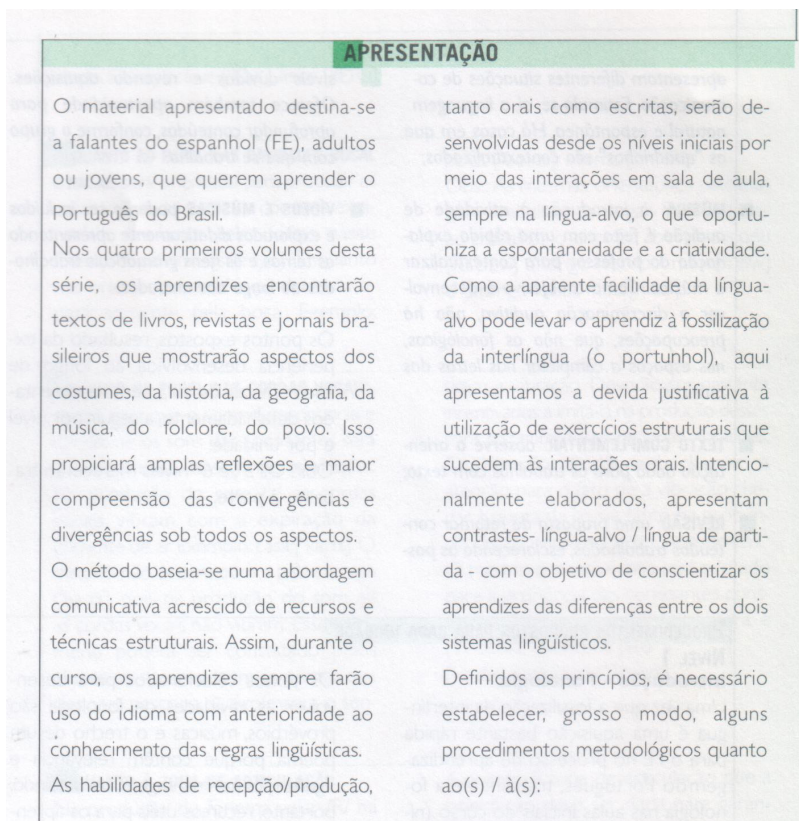 APRESENTAÇÃO
O material apresentado destina-se
a falantes do espanhol (FE), adultos
ou jovens, que querem aprender o
Português do Brasil.
Nos quatro primeiros volumes desta
série, os aprendizes encontrarão
textos de livros, revistas e jornais bra-
sileiros que mostrarão aspectos dos
costumes, da história, da geografia, da
música, do folclore, do povo. Isso
propiciará amplas reflexões e maior
compreensão das convergências e
divergências sob todos os aspectos.
O método baseia-se numa abordagem
comunicativa acrescido de recursos e
técnicas estruturais. Assim, durante o
curso, os aprendizes sempre farão
uso do idioma com anterioridade ao
conhecimento das regras lingüísticas.
As habilidades de recepção/produção,
tanto orais como escritas, serão de-
senvolvidas desde os níveis iniciais por
meio das interações em sala de aula,
sempre na língua-alvo, o que oportu-
niza a espontaneidade e a criatividade.
Como a aparente facilidade da língua-
alvo pode levar o aprendiz à fossilização
da interlíngua (o portunhol), aqui
apresentamos a devida justificativa à
utilização de exercícios estruturais que
sucedem às interações orais. Intencio-
nalmente elaborados, apresentam
contrastes- língua-alvo / língua de parti-
da - com o objetivo de conscientizar os
aprendizes das diferenças entre os dois
sistemas lingüísticos.
Definidos os princípios, é necessário
estabelecer, grosso modo, alguns
procedimentos metodológicos quanto
ao(s) \ à(s):